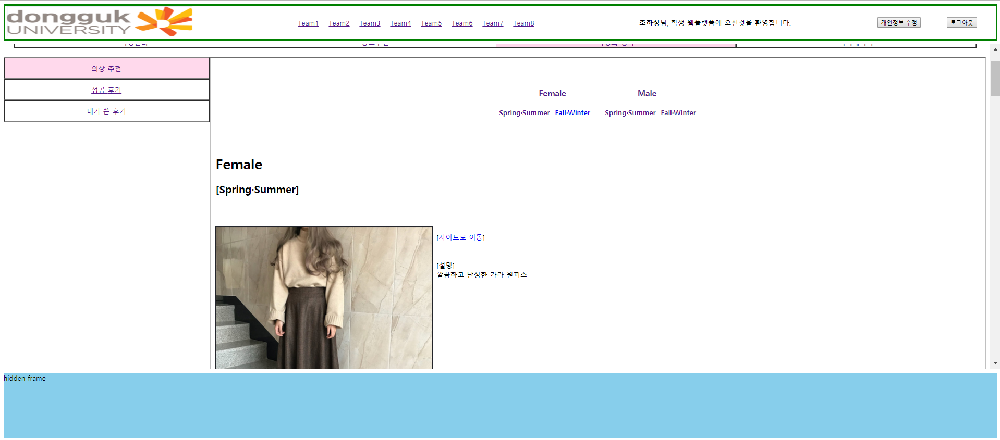 dongguk
UNIVERSITY
Team1 Team2 Team3 Team4 Team5 Team6 Team7 Team8
조하정님, 학생 웹플랫폼에 오신것을 환영합니다.
개인정보 수정
로그아웃
의상 추천
성공 후기
내가 쓴 후기
Female Male
Spring·Summer Fall·Winter Spring·Summer Fall·Winter
Female
[Spring·Summer]
[사이트로 이동]
[설명]
깔끔하고 단정한 카라 원피스
hidden frame